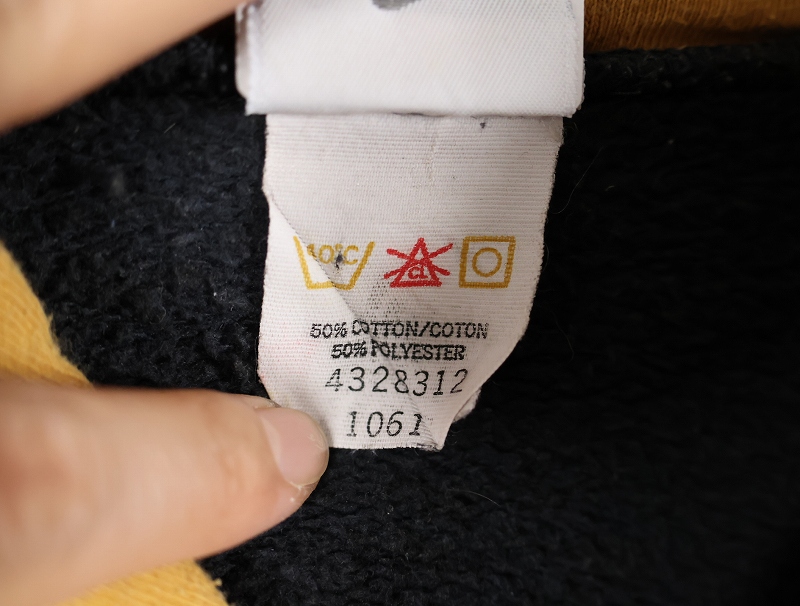 40°C cl
50% COTTON/COTON
50% POLYESTER
4328312
1061